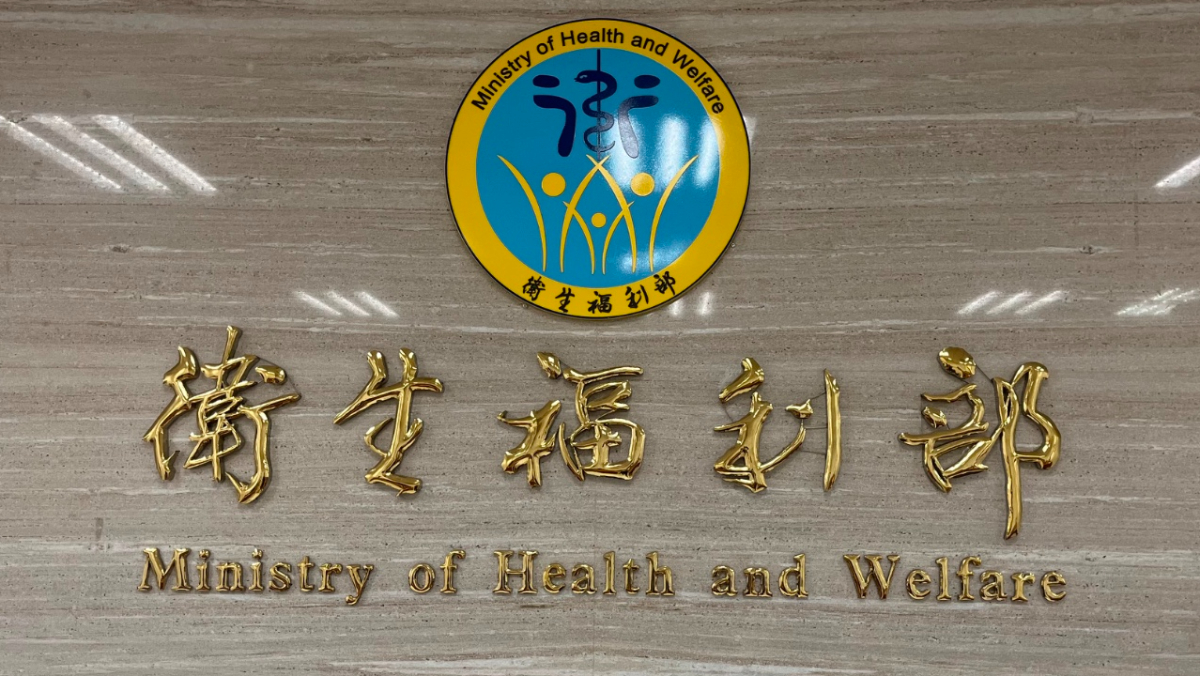 Ministry of Health and Welfare
衛生福利部
衛生福利部
Ministry of Health and Welfare